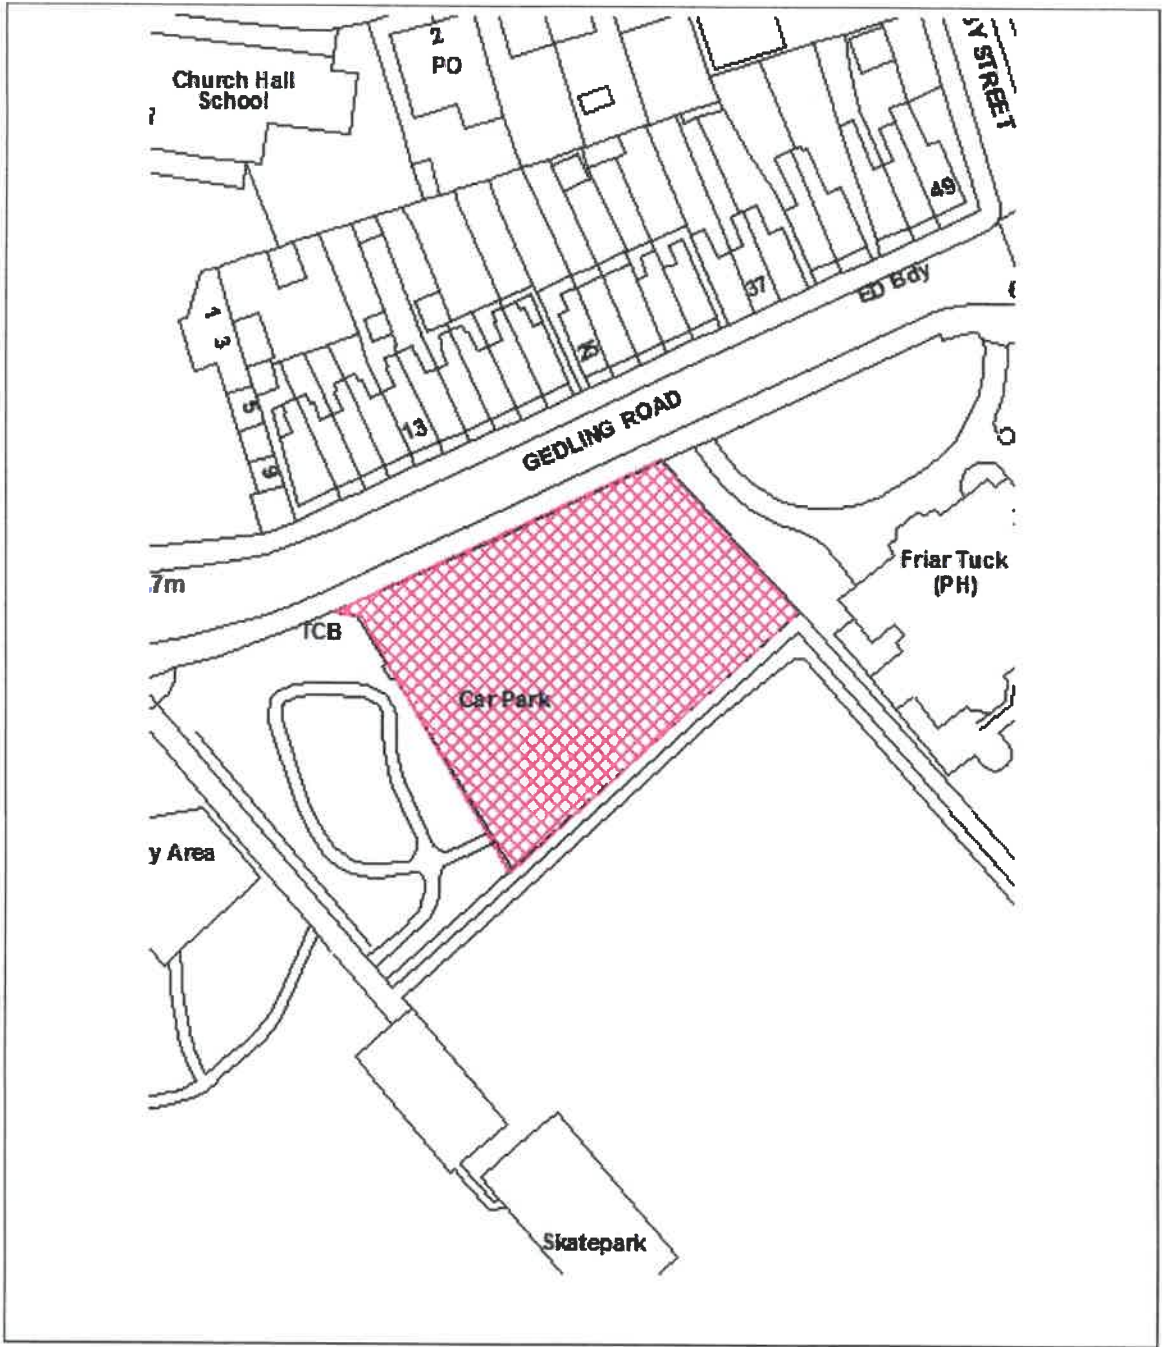 2
PO
Church Hall
School
49
37
ED Bdy
1
3
25
5
13
GEDLING ROAD
9
Friar Tuck
(PH)
7m
TCB
Car Park
y Area
Skatepark